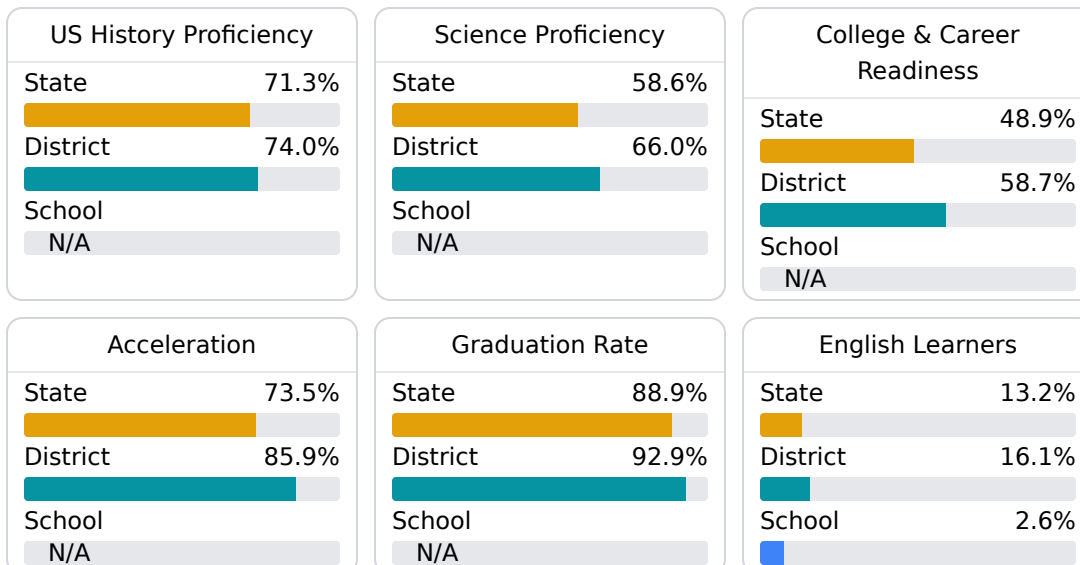 US History Proficiency
State 71.3%
District 74.0%
School
N/A
Science Proficiency
State 58.6%
District 66.0%
School
N/A
College & Career
Readiness
State 48.9%
District 58.7%
School
N/A
Acceleration
State 73.5%
District 85.9%
School
N/A
Graduation Rate
State 88.9%
District 92.9%
School
N/A
English Learners
State 13.2%
District 16.1%
School 2.6%